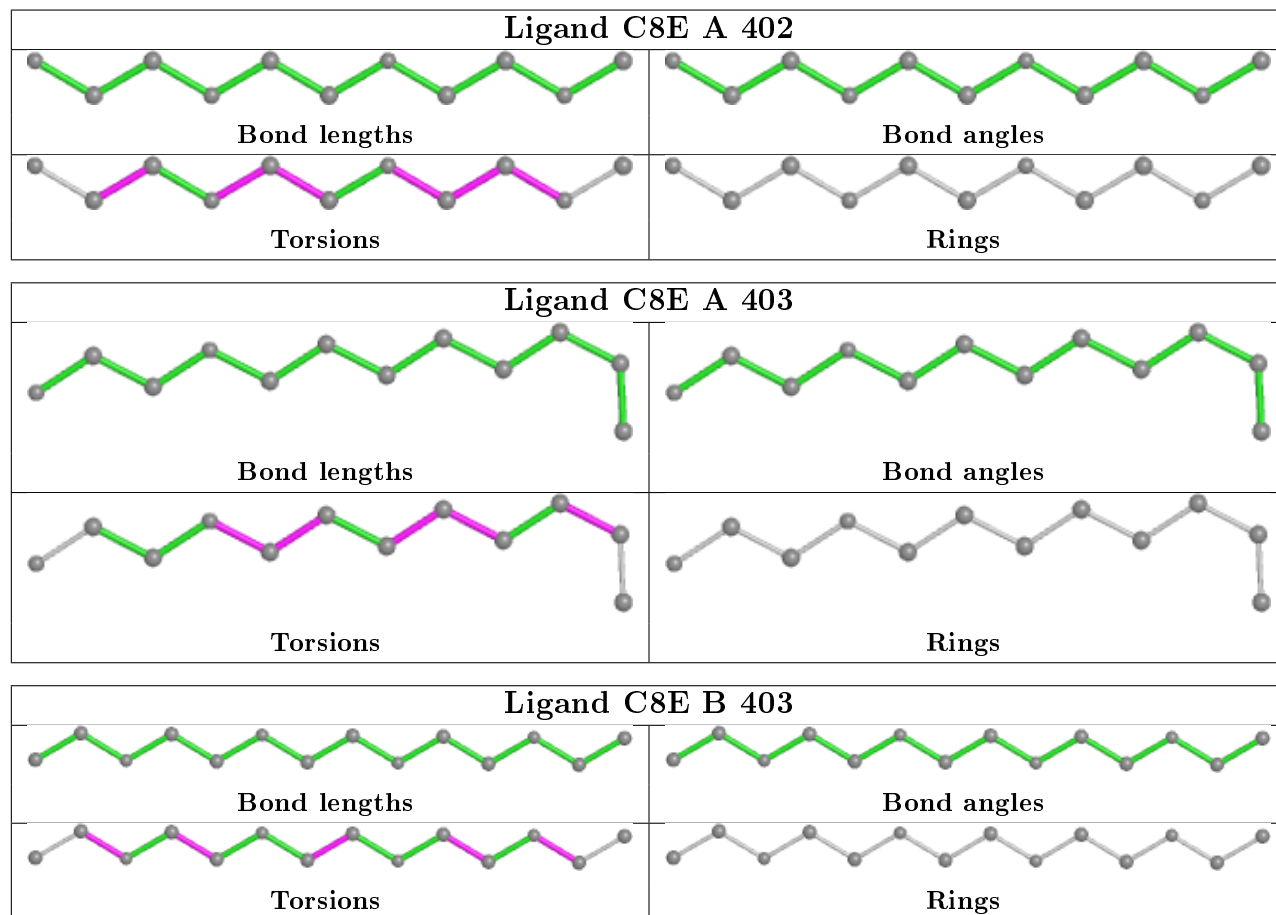 Ligand C8E A 402
Bond lengths
Bond angles
Torsions
Rings
Ligand C8E A 403
Bond lengths
Bond angles
Torsions
Rings
Ligand C8E B 403
Bond lengths
Bond angles
Torsions
Rings